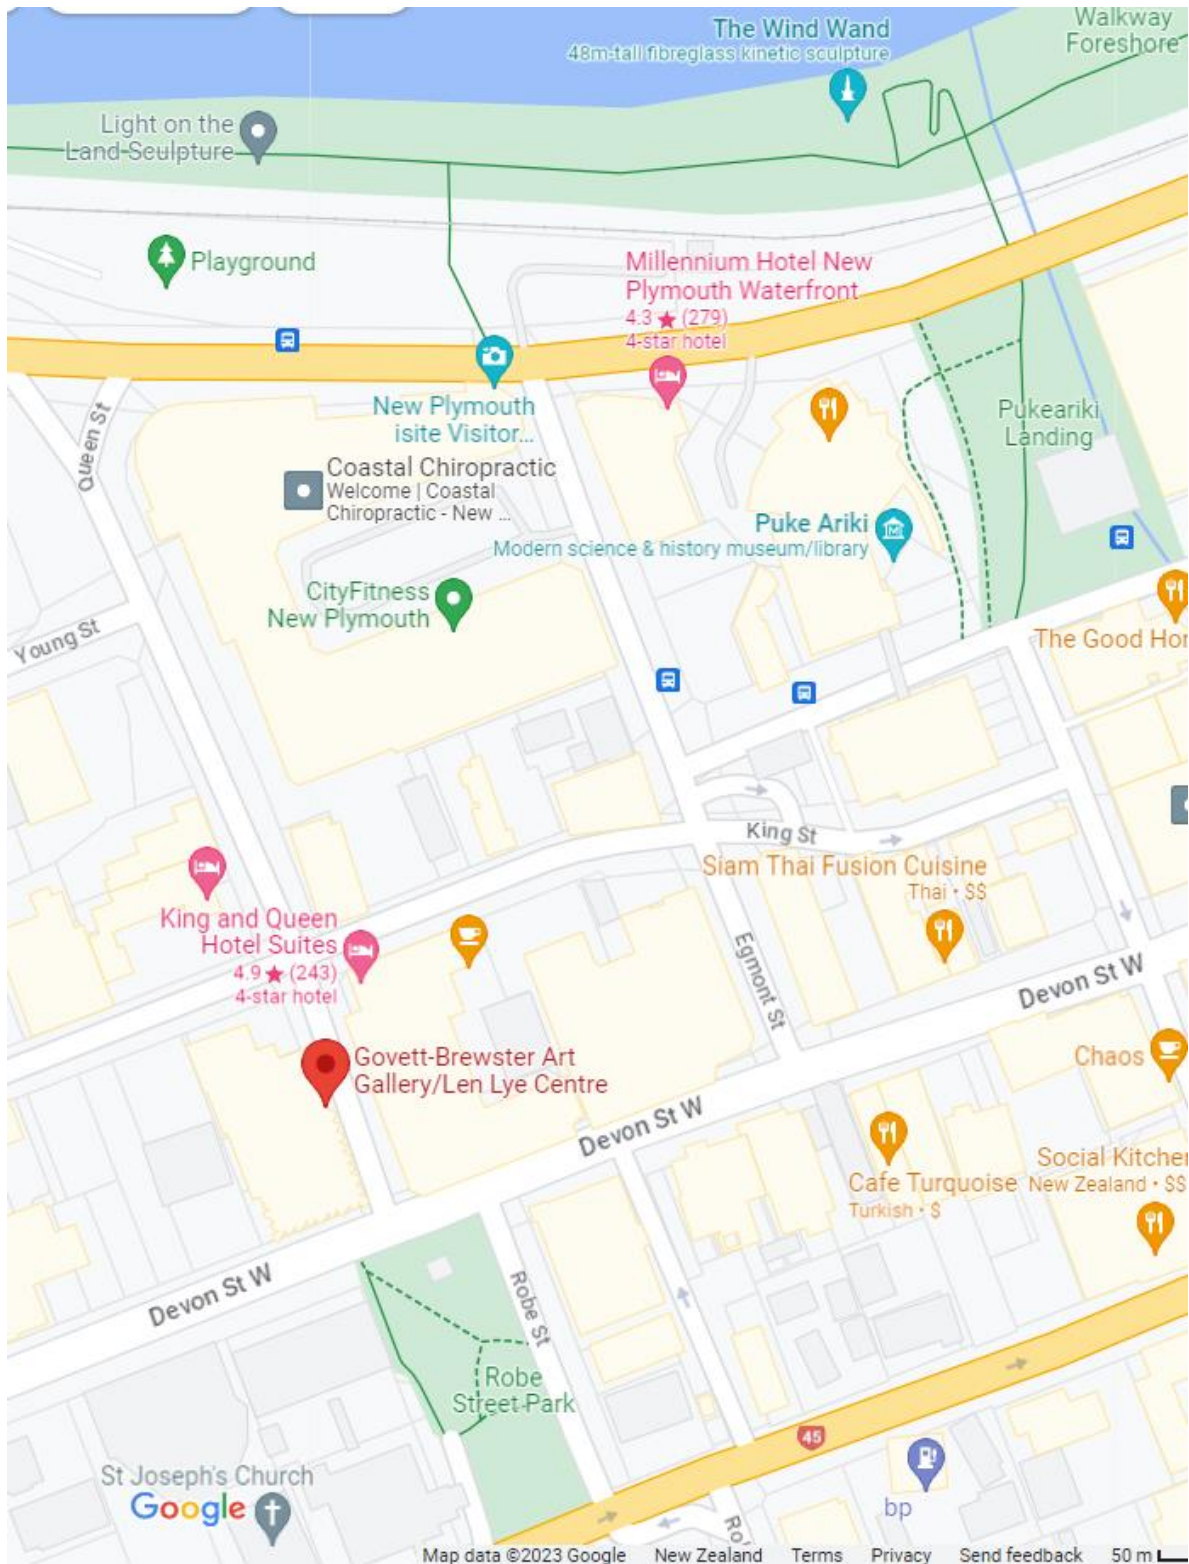 The Wind Wand
48m-tall fibreglass kinetic sculpture
Walkway
Foreshore
Light on the
Land Sculpture
Playground
Millennium Hotel New
Plymouth Waterfront
4.3 ★ (279)
4-star hotel
New Plymouth
isite Visitor...
Queen St
Pukeariki
Landing
Coastal Chiropractic
Welcome | Coastal
Chiropractic - New ...
Puke Ariki
Modern science & history museum/library
CityFitness
New Plymouth
Young St
The Good Hor
King St
Siam Thai Fusion Cuisine
Thai • $$
King and Queen
Hotel Suites
4.9 ★ (243)
4-star hotel
Egmont St
Devon St W
Govett-Brewster Art
Gallery/Len Lye Centre
Chaos
Devon St W
Cafe Turquoise
Turkish • $
Social Kitchen
New Zealand • $$
Devon St W
Robe St
Robe
Street Park
45
St Joseph's Church
Google
bp
Ro
Map data ©2023 Google New Zealand Terms Privacy Send feedback 50 m